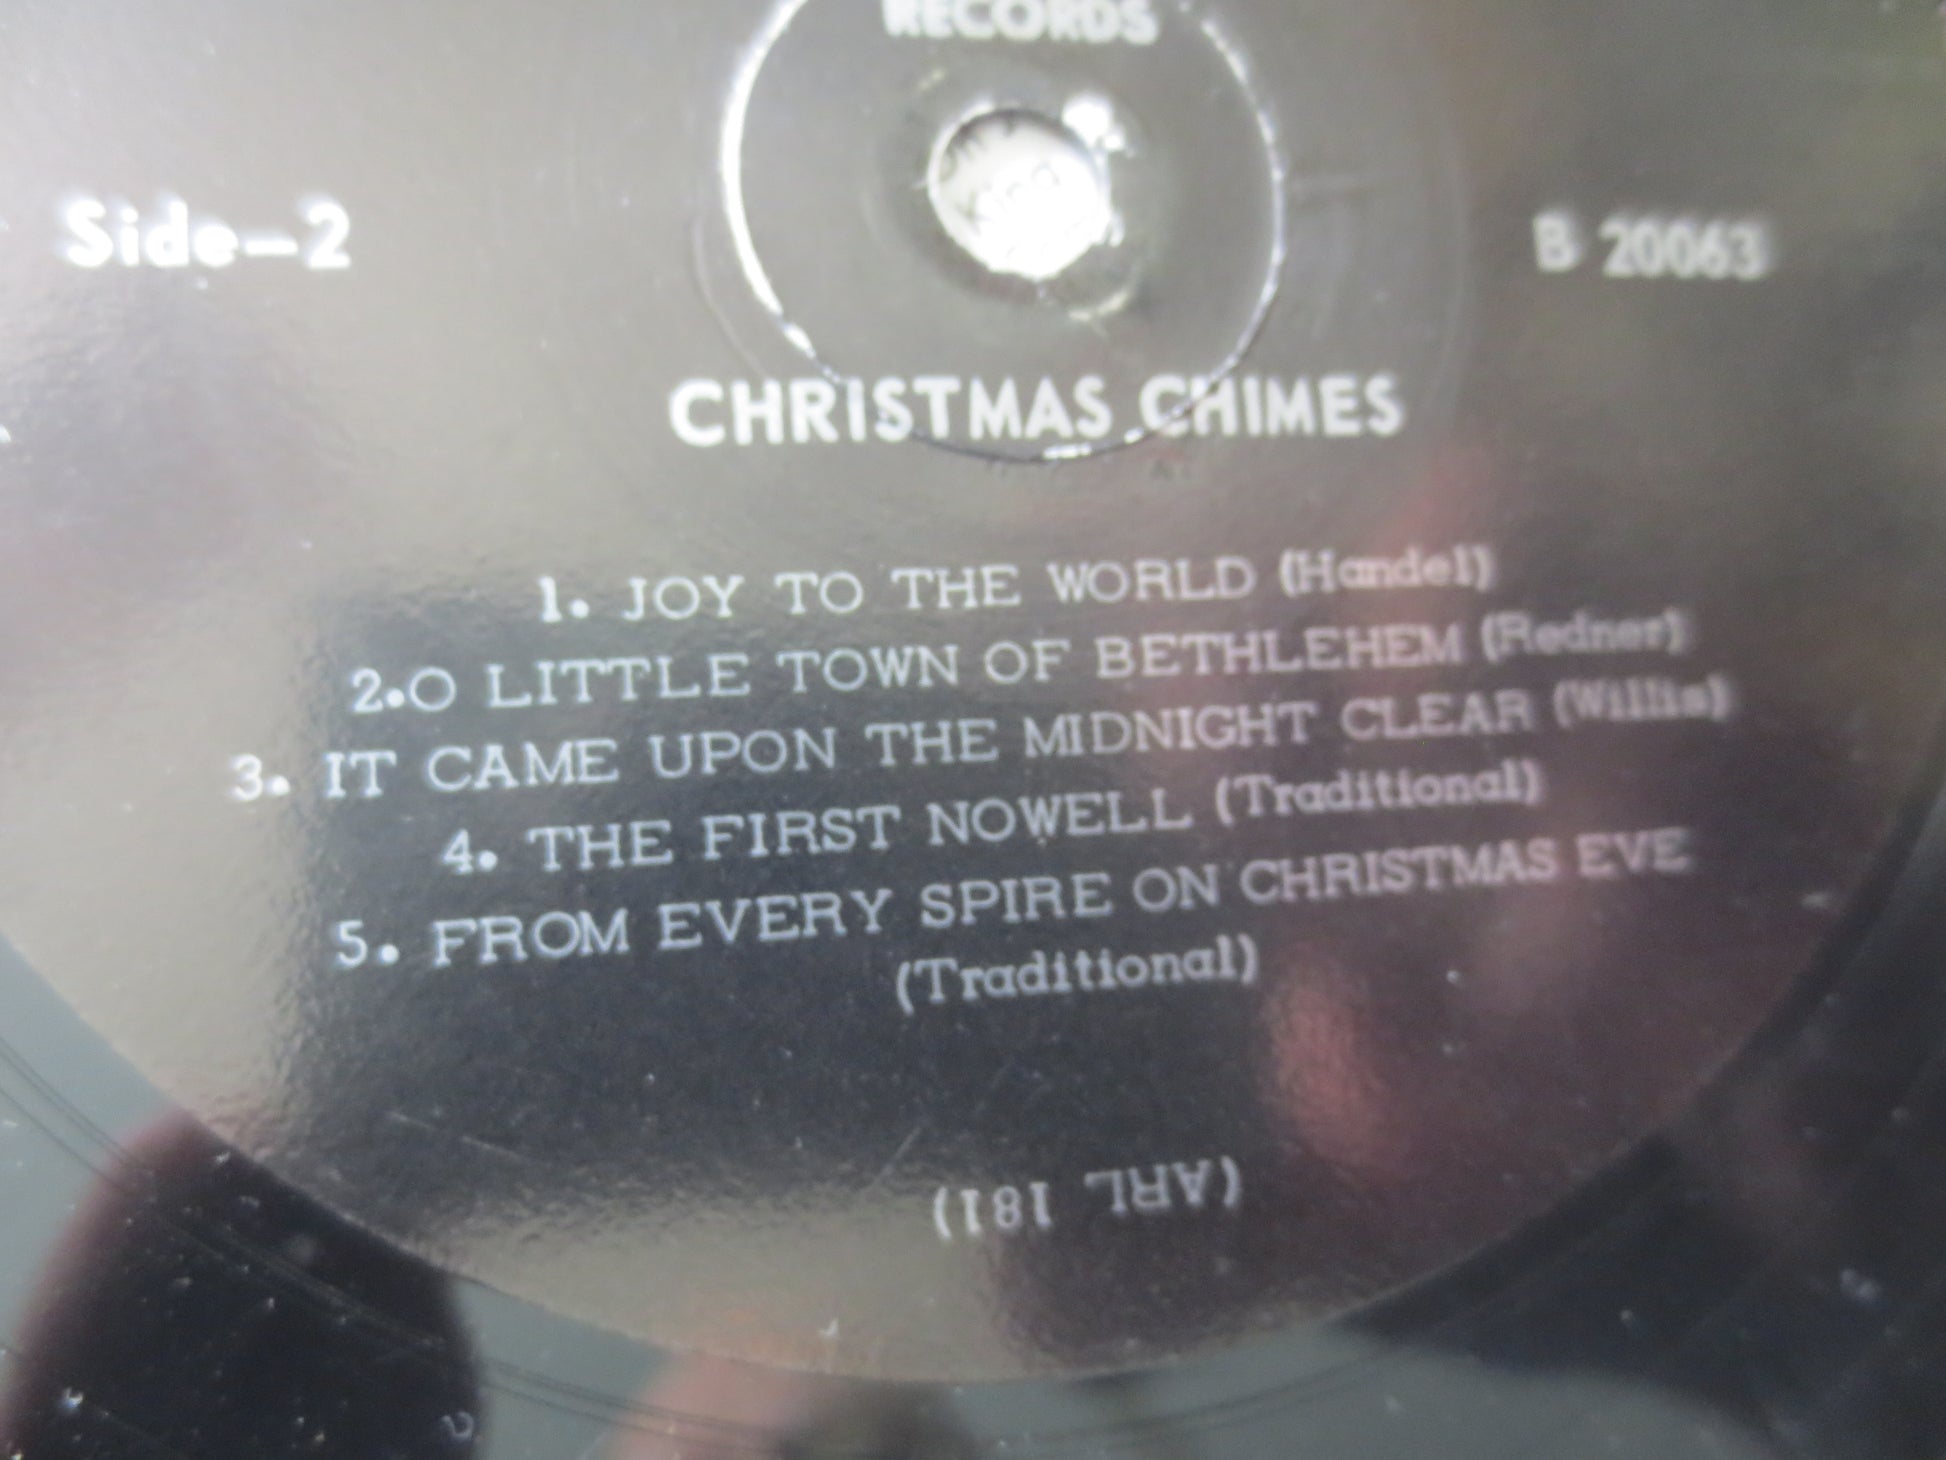 RECORDS
Side-2
B 20063
CHRISTMAS CHIMES
1. JOY TO THE WORLD (Handel)
2.O LITTLE TOWN OF BETHLEHEM (Redner)
3. IT CAME UPON THE MIDNIGHT CLEAR (Willis)
4. THE FIRST NOWELL (Traditional)
5. FROM EVERY SPIRE ON CHRISTMAS EVE
(Traditional)
(ARL 181)